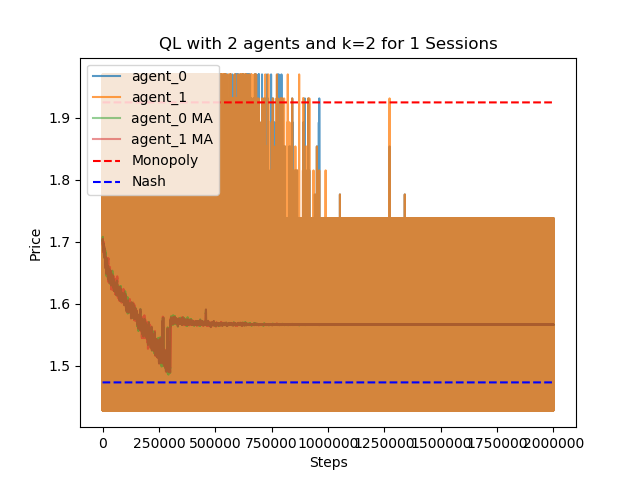 QL with 2 agents and k=2 for 1 Sessions
agent_0
agent_1
agent_0 MA
agent_1 MA
Monopoly
Nash
1.9
1.8
1.7
1.6
1.5
Price
0 250000 500000 750000 1000000 1250000 1500000 1750000 2000000
Steps